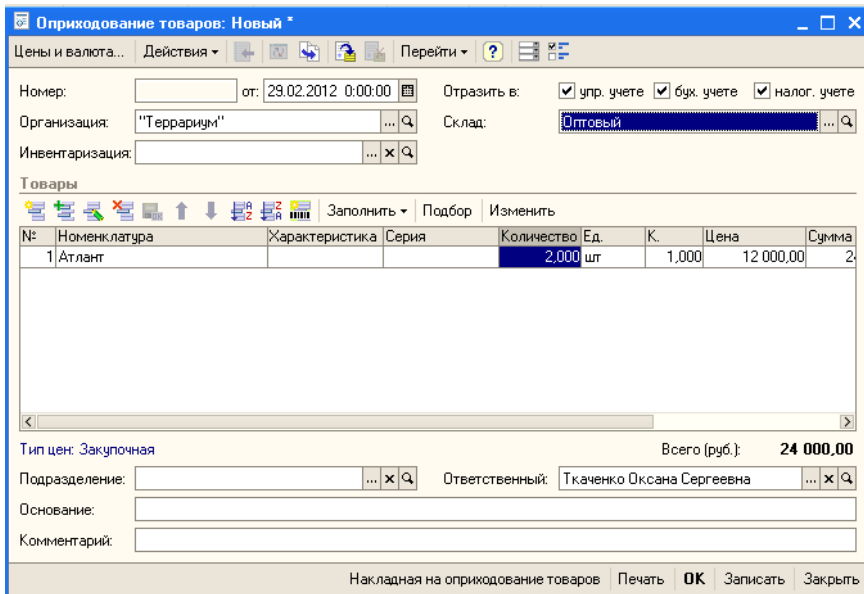 Оприходование товаров: Новый *
Цены и валюта... Действия Перейти
Номер: от: 29.02.2012 0:00:00 Отразить в: упр. учете бух. учете налог. учете
Организация: "Террариум" ... Склад: Оптовый ...
Инвентаризация: ... x
Товары
Заполнить Подбор Изменить
№ Номенклатура Характеристика Серия Количество Ед. К. Цена Сумма
1 Атлант 2,000 шт 1,000 12 000,00 2
Тип цен: Закупочная Всего (руб.): 24 000,00
Подразделение: ... x Ответственный: Ткаченко Оксана Сергеевна ... x
Основание:
Комментарий:
Накладная на оприходование товаров Печать OK Записать Закрыть